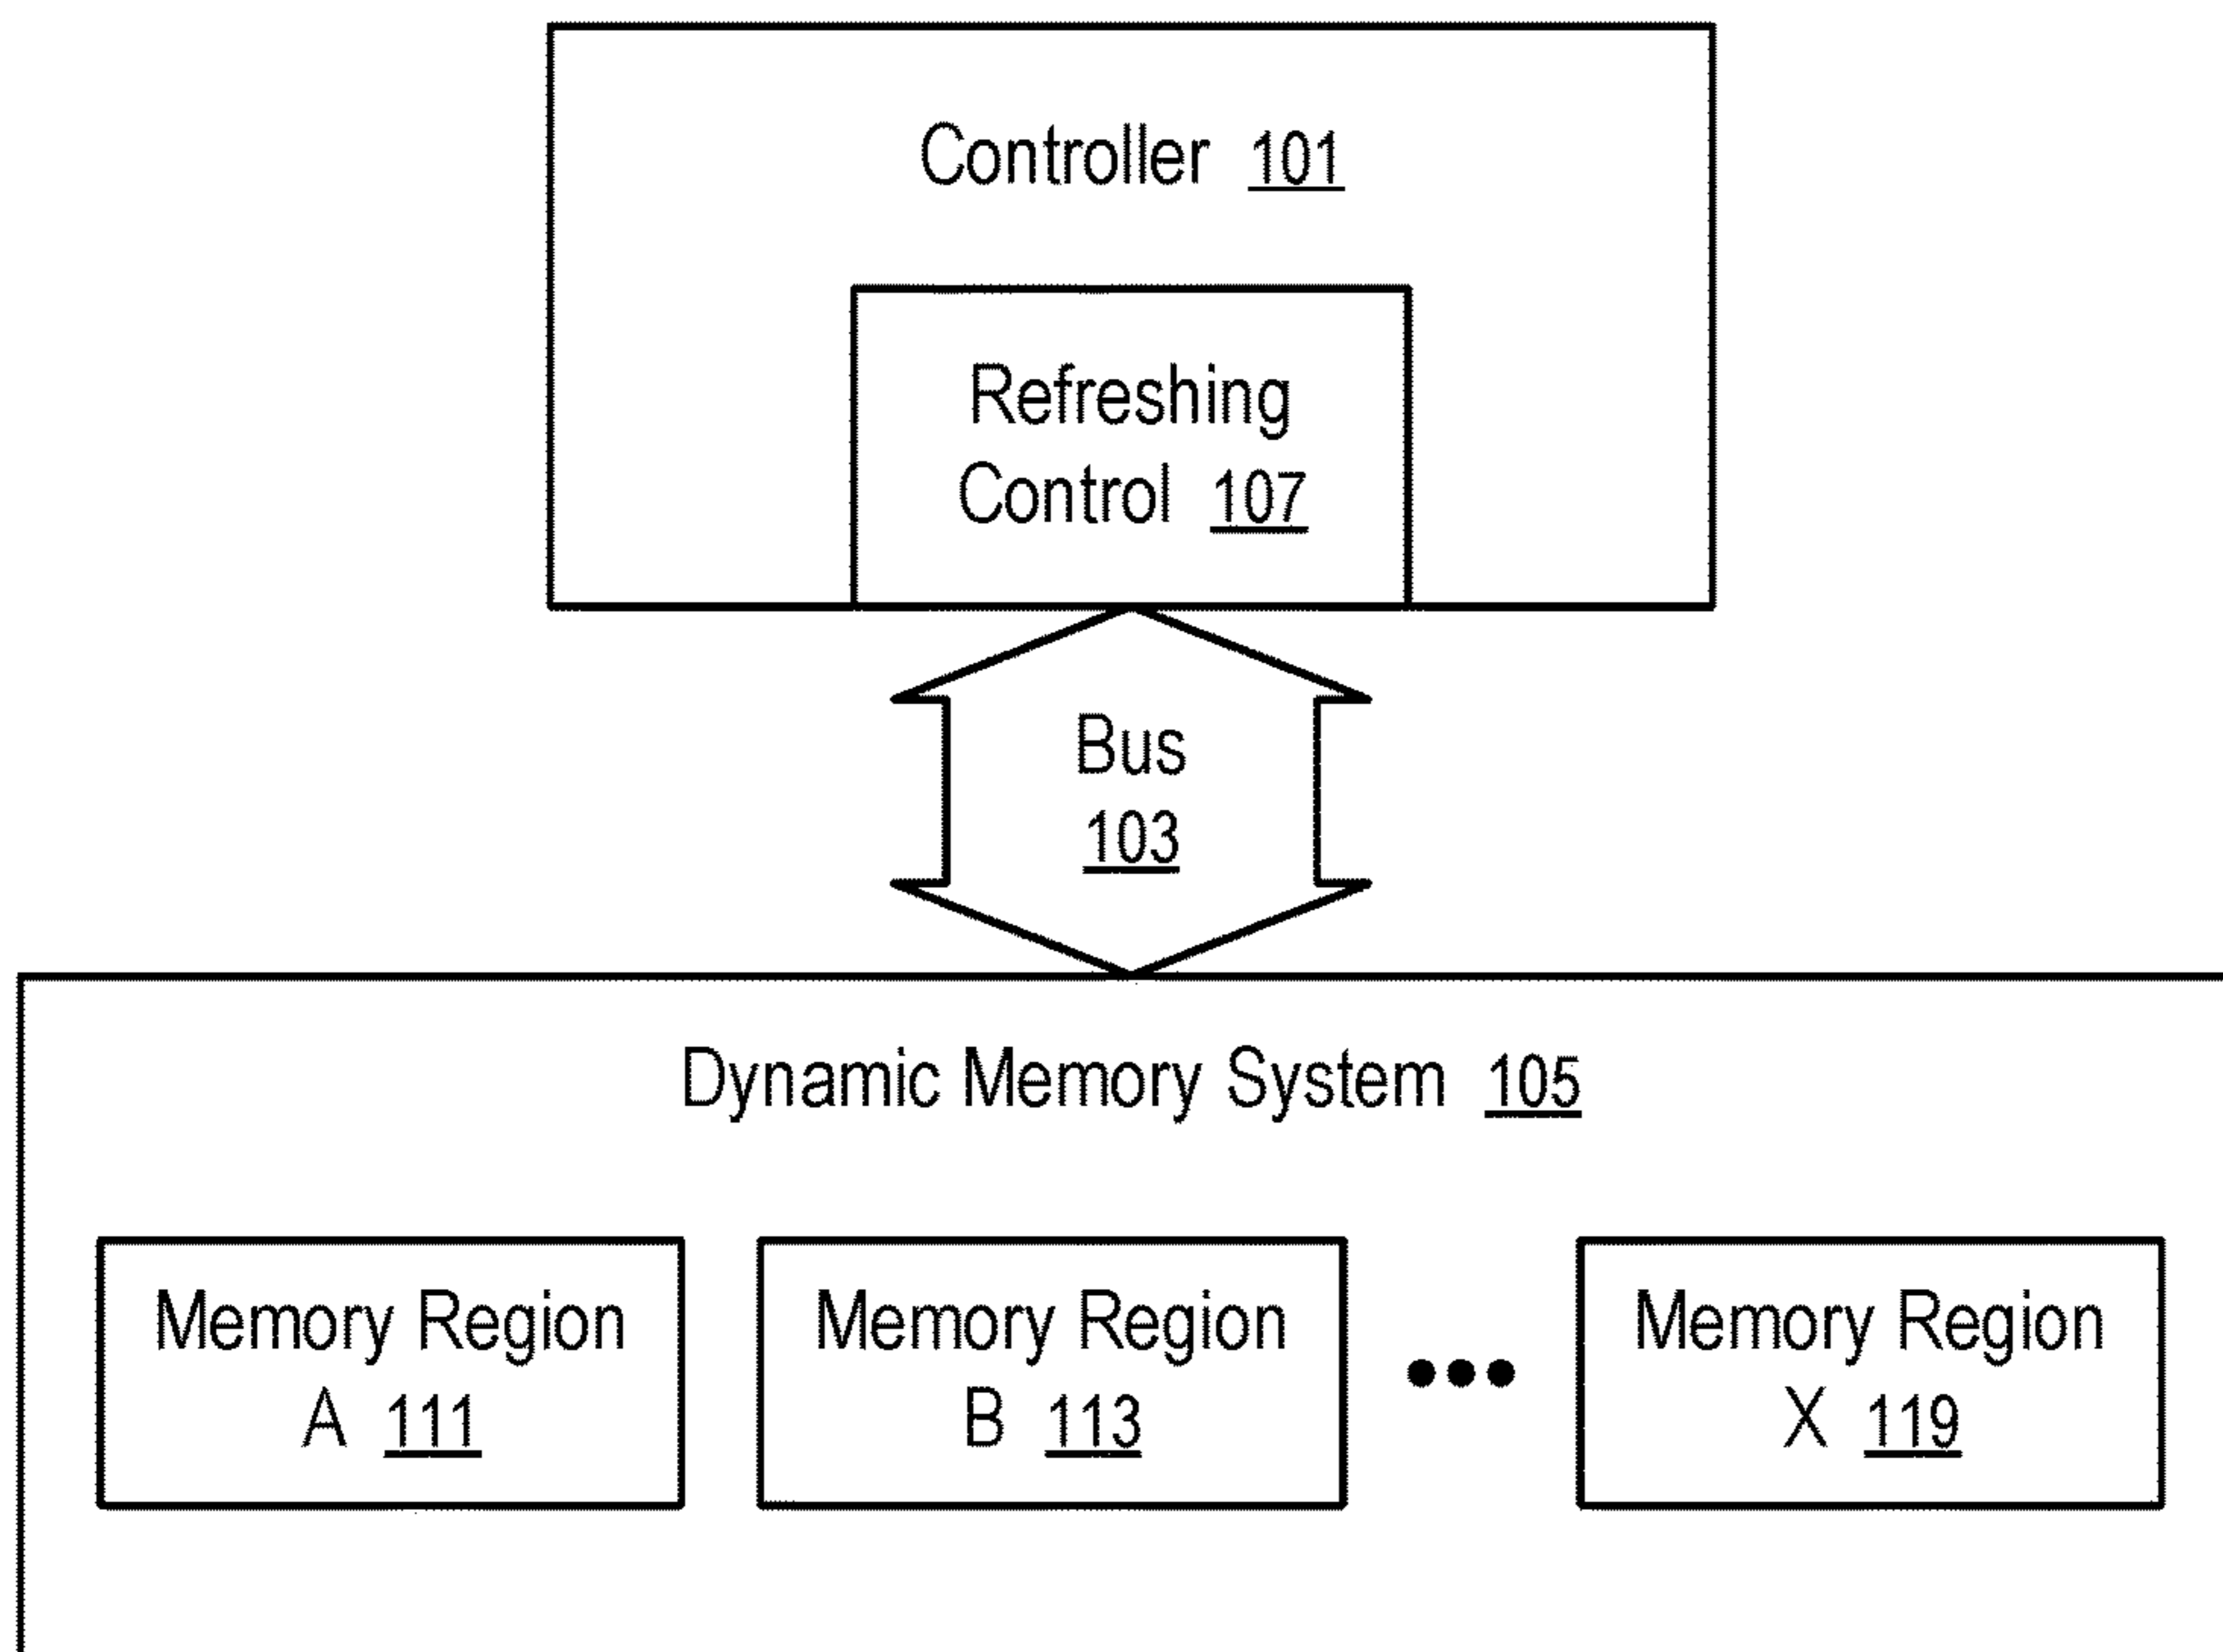 Controller 101
Refreshing
Control 107
Bus
103
Dynamic Memory System 105
Memory Region
A 111
Memory Region
B 113
Memory Region
X 119